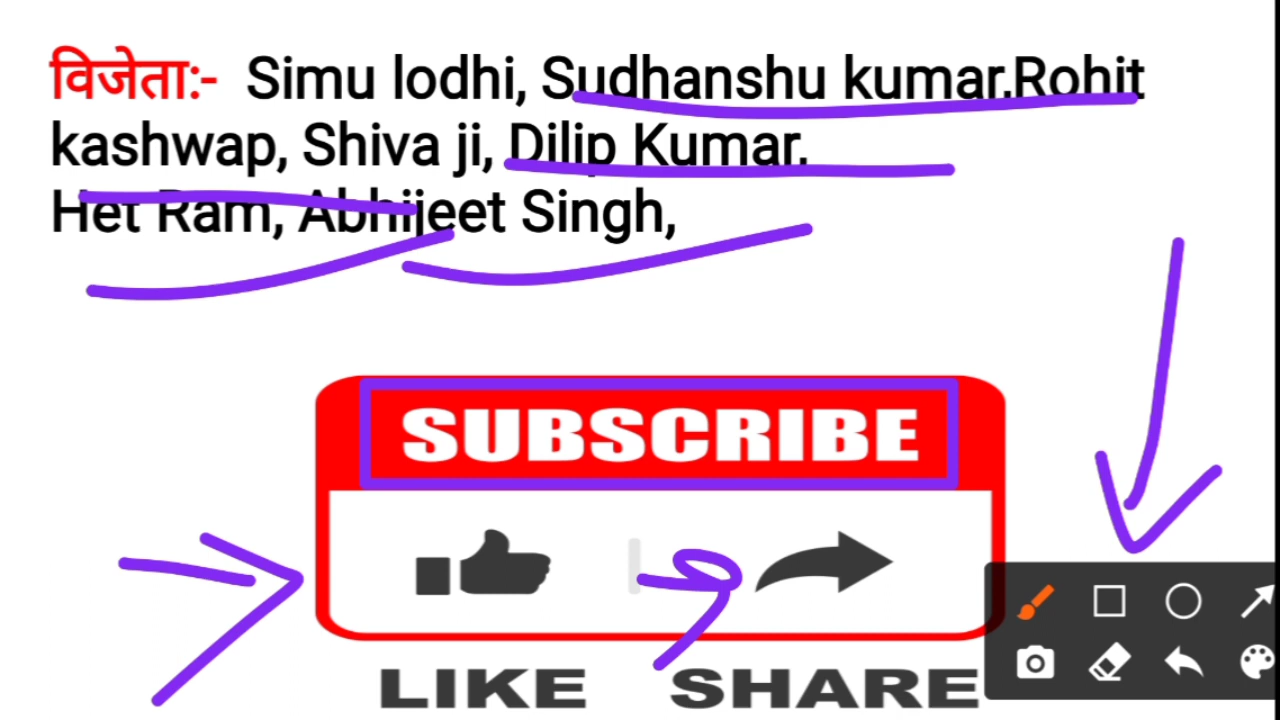 विजेता:- Simu lodhi, Sudhanshu kumar,Rohit
kashwap, Shiva ji, Dilip Kumar,
Het Ram, Abhijeet Singh,
SUBSCRIBE
LIKE SHARE